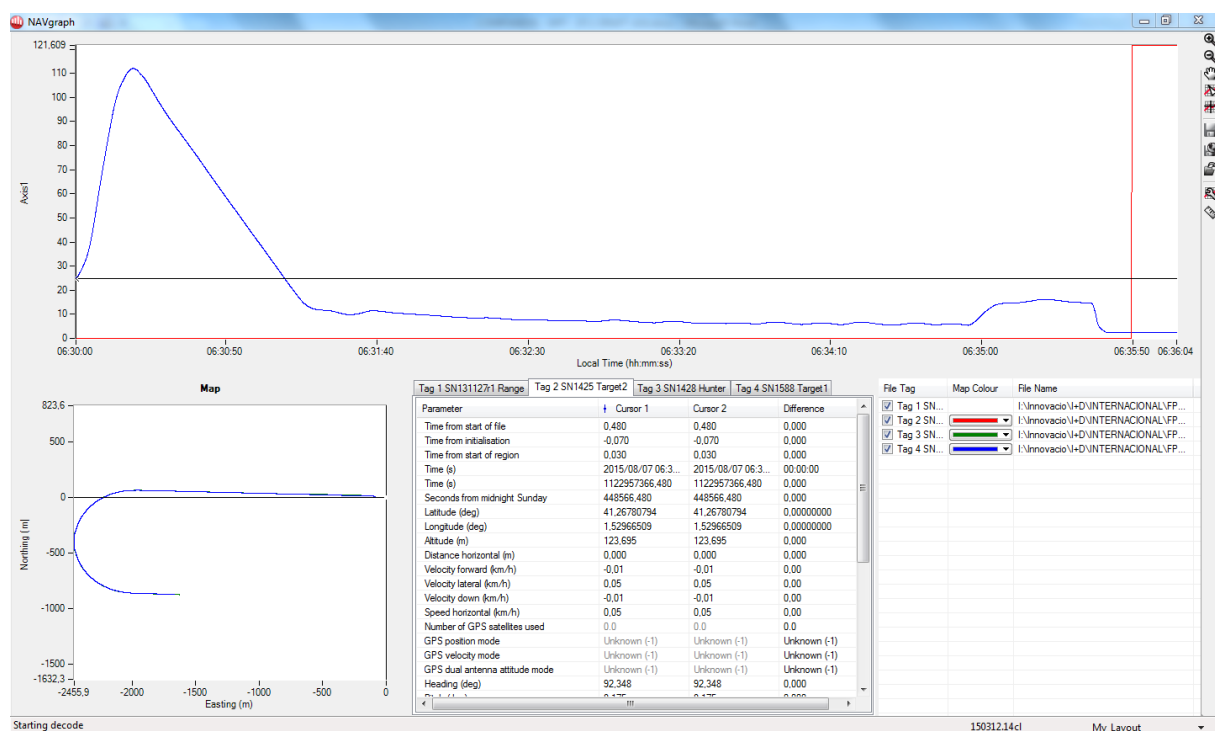 NAVgraph
121,609
110
100
90
80
70
60
50
40
30
20
10
0
Axis1
06:30:00 06:30:50 06:31:40 06:32:30 06:33:20 06:34:10 06:35:00 06:35:50 06:36:04
Local Time (hh:mm:ss)
Map
823,6
500
0
-500
-1000
-1500
-1632,3
Northing (m)
-2455,9 -2000 -1500 -1000 -500 0
Easting (m)
Tag 1 SN131127r1 Range Tag 2 SN1425 Target2 Tag 3 SN1428 Hunter Tag 4 SN1588 Target1
Parameter Cursor 1 Cursor 2 Difference
Time from start of file 0,480 0,480 0,000
Time from initialisation -0,070 -0,070 0,000
Time from start of region 0,030 0,030 0,000
Time (s) 2015/08/07 06:3... 2015/08/07 06:3... 00:00:00
Time (s) 1122957366,480 1122957366,480 0,000
Seconds from midnight Sunday 448566,480 448566,480 0,000
Latitude (deg) 41,26780794 41,26780794 0,00000000
Longitude (deg) 1,52966509 1,52966509 0,00000000
Altitude (m) 123,695 123,695 0,000
Distance horizontal (m) 0,000 0,000 0,000
Velocity forward (km/h) -0,01 -0,01 0,00
Velocity lateral (km/h) 0,05 0,05 0,00
Velocity down (km/h) -0,01 -0,01 0,00
Speed horizontal (km/h) 0,05 0,05 0,00
Number of GPS satellites used 0.0 0.0 0.0
GPS position mode Unknown (-1) Unknown (-1) Unknown (-1)
GPS velocity mode Unknown (-1) Unknown (-1) Unknown (-1)
GPS dual antenna attitude mode Unknown (-1) Unknown (-1) Unknown (-1)
Heading (deg) 92,348 92,348 0,000
File Tag Map Colour File Name
Tag 1 SN... I:\Innovacio\I+D\INTERNACIONAL\FP...
Tag 2 SN... I:\Innovacio\I+D\INTERNACIONAL\FP...
Tag 3 SN... I:\Innovacio\I+D\INTERNACIONAL\FP...
Tag 4 SN... I:\Innovacio\I+D\INTERNACIONAL\FP...
Starting decode 150312.14cl My Layout